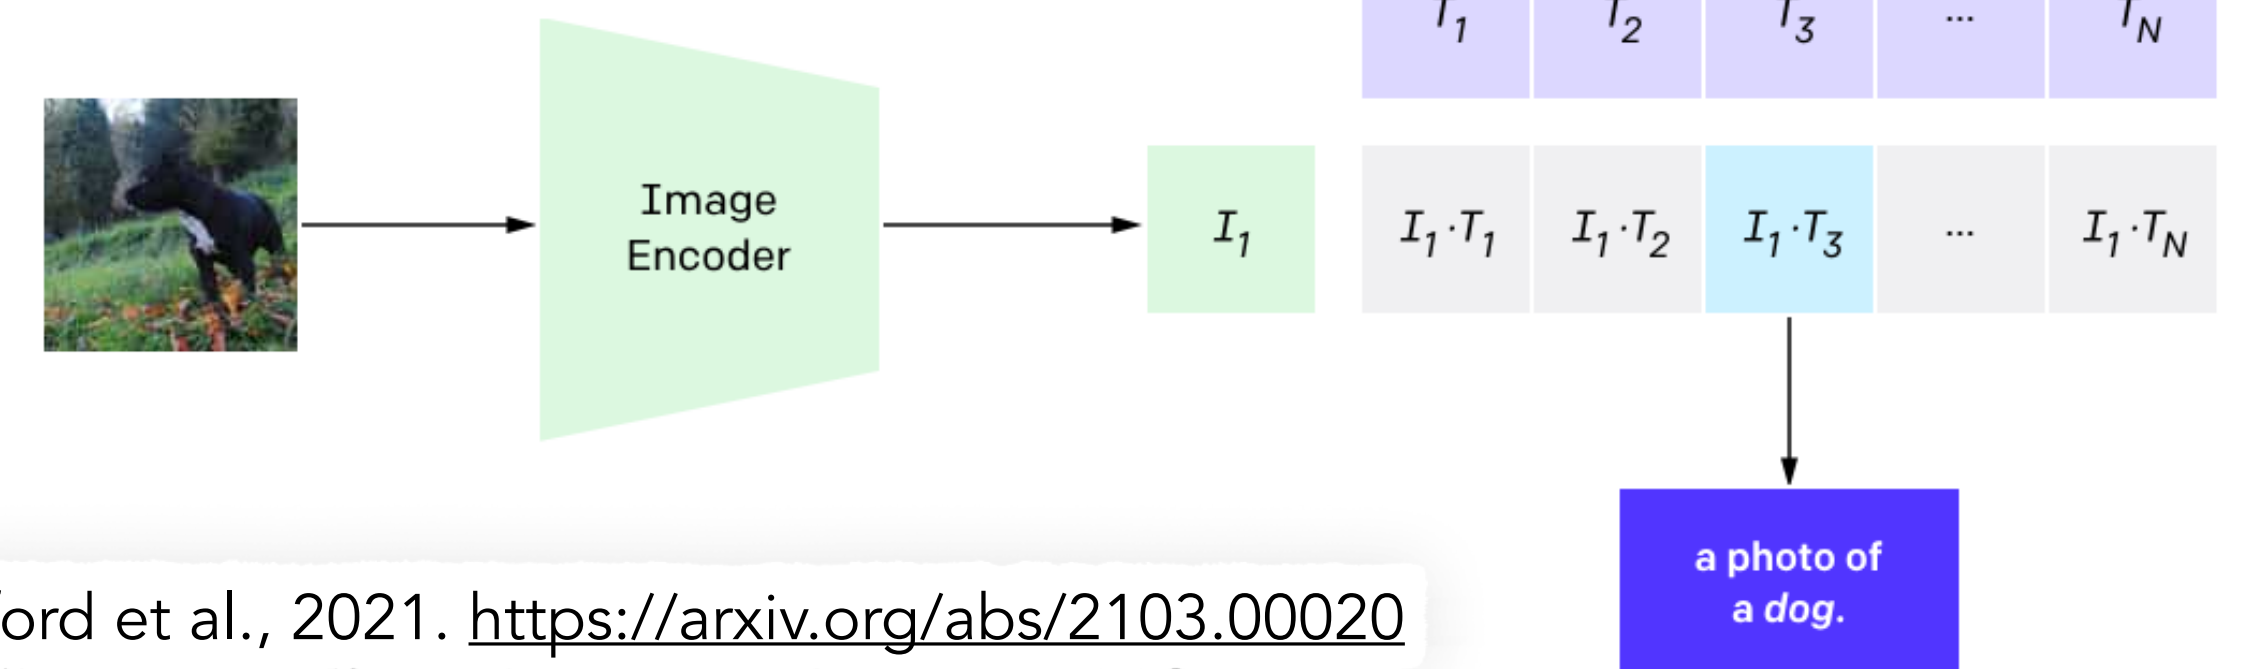 T1 T2 T3 ... TN
Image
Encoder
I1
I1·T1 I1·T2 I1·T3 ... I1·TN
a photo of
a dog.
et al., 2021. https://arxiv.org/abs/2103.00020